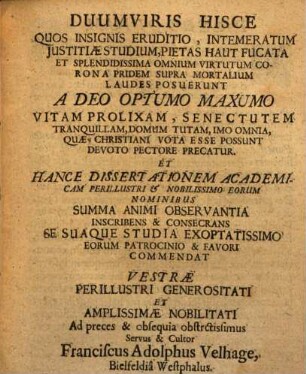 DUUMVIRIS HISCE
QUOS INSIGNIS ERUDITIO, INTEMERATUM
JUSTITIÆ STUDIUM, PIETAS HAUT FUCATA
ET SPLENDIDISSIMA OMNIUM VIRTUTUM CO-
RONA PRIDEM SUPRA MORTALIUM
LAUDES POSUERUNT
A DEO OPTUMO MAXUMO
VITAM PROLIXAM, SENECTUTEM
TRANQUILLAM, DOMUM TUTAM, IMO OMNIA,
QUÆ, CHRISTIANI VOTA ESSE POSSUNT
DEVOTO PECTORE PRECATUR.
ET
HANCE DISSERTATIONEM ACADEMI-
CAM PERILLUSTRI & NOBILISSIMO EORUM
NOMINIBUS
SUMMA ANIMI OBSERVANTIA
INSCRIBENS & CONSECRANS
SE SUAQUE STUDIA EXOPTATISSIMO
EORUM PATROCINIO & FAVORI
COMMENDAT
VESTRÆ
PERILLUSTRI GENEROSITATI
ET
AMPLISSIMÆ NOBILITATI
Ad preces & obsequia obstrictissimus
Servus & Cultor
Franciscus Adolphus Velhage,
Bielfeldiâ Westphalus.